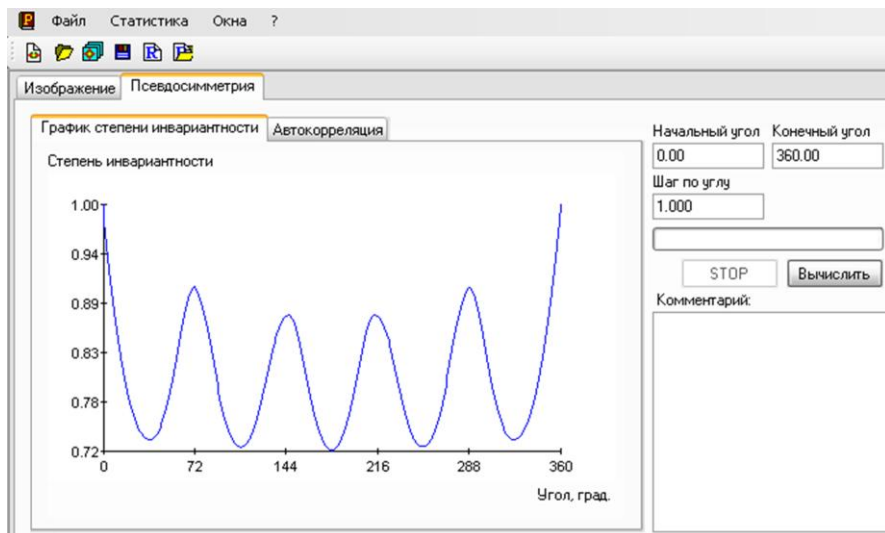 Файл Статистика Окна ?
Изображение Псевдосимметрия
График степени инвариантности Автокорреляция
Степень инвариантности
1.00
0.94
0.89
0.83
0.78
0.72
0 72 144 216 288 360
Угол, град.
Начальный угол Конечный угол
0.00 360.00
Шаг по углу
1.000
STOP Вычислить
Комментарий: